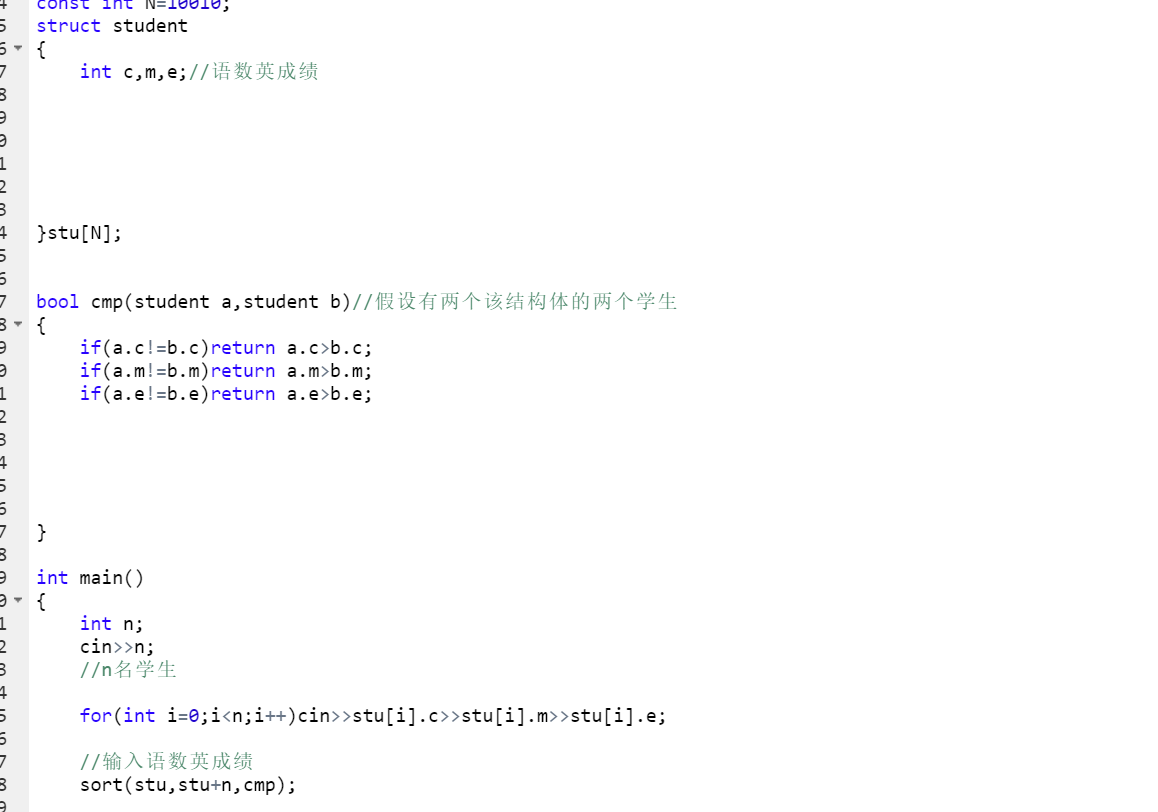 const int N=10010;
5 struct student
6 {
7 int c,m,e;//语数英成绩
8
9
0
1
2
3
4 }stu[N];
5
6
7 bool cmp(student a,student b)//假设有两个该结构体的两个学生
8 {
9 if(a.c!=b.c)return a.c>b.c;
0 if(a.m!=b.m)return a.m>b.m;
1 if(a.e!=b.e)return a.e>b.e;
2
3
4
5
6
7 }
8
9 int main()
0 {
1 int n;
2 cin>>n;
3 //n名学生
4
5 for(int i=0;i<n;i++)cin>>stu[i].c>>stu[i].m>>stu[i].e;
6
7 //输入语数英成绩
8 sort(stu,stu+n,cmp);
9